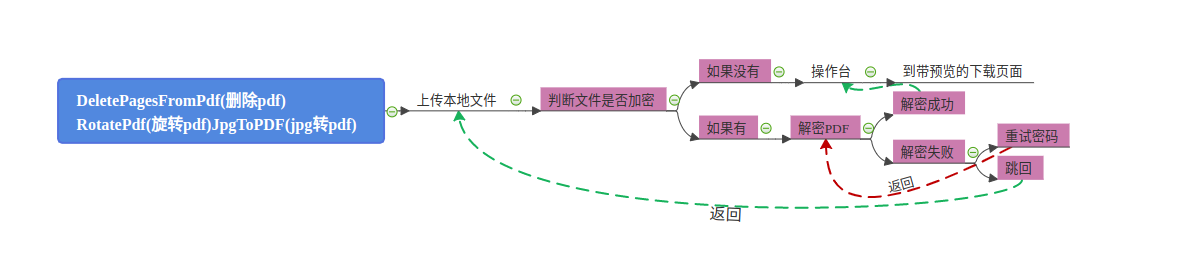 DeletePagesFromPdf(删除pdf)
RotatePdf(旋转pdf)JpgToPDF(jpg转pdf)
上传本地文件
判断文件是否加密
如果没有
操作台
到带预览的下载页面
如果有
解密PDF
解密成功
解密失败
重试密码
跳回
返回
返回